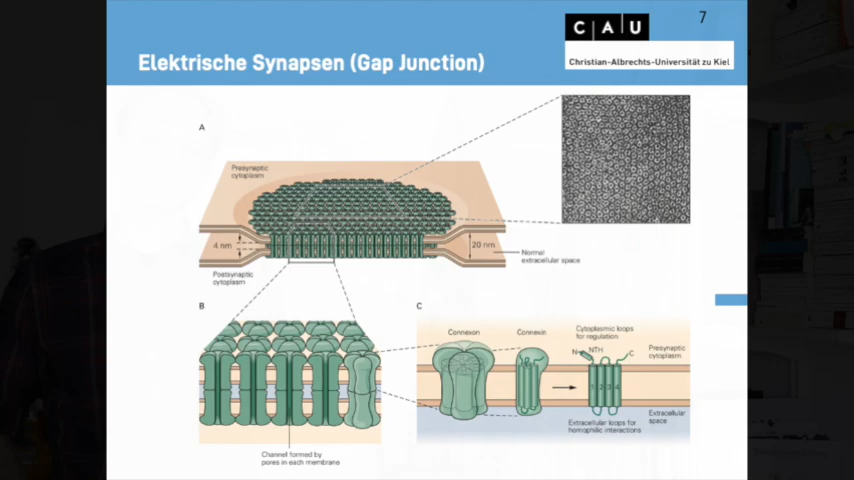 7
C A U
Christian-Albrechts-Universität zu Kiel
Elektrische Synapsen (Gap Junction)
A
Presynaptic
cytoplasm
4 nm
20 nm
Normal
extracellular space
Postsynaptic
cytoplasm
B
C
Connexon
Connexin
Cytoplasmic loops
for regulation
N
NTH
C
Presynaptic
cytoplasm
1 2 3 4
Extracellular loops for
homophilic interactions
Extracellular
space
Channel formed by
pores in each membrane